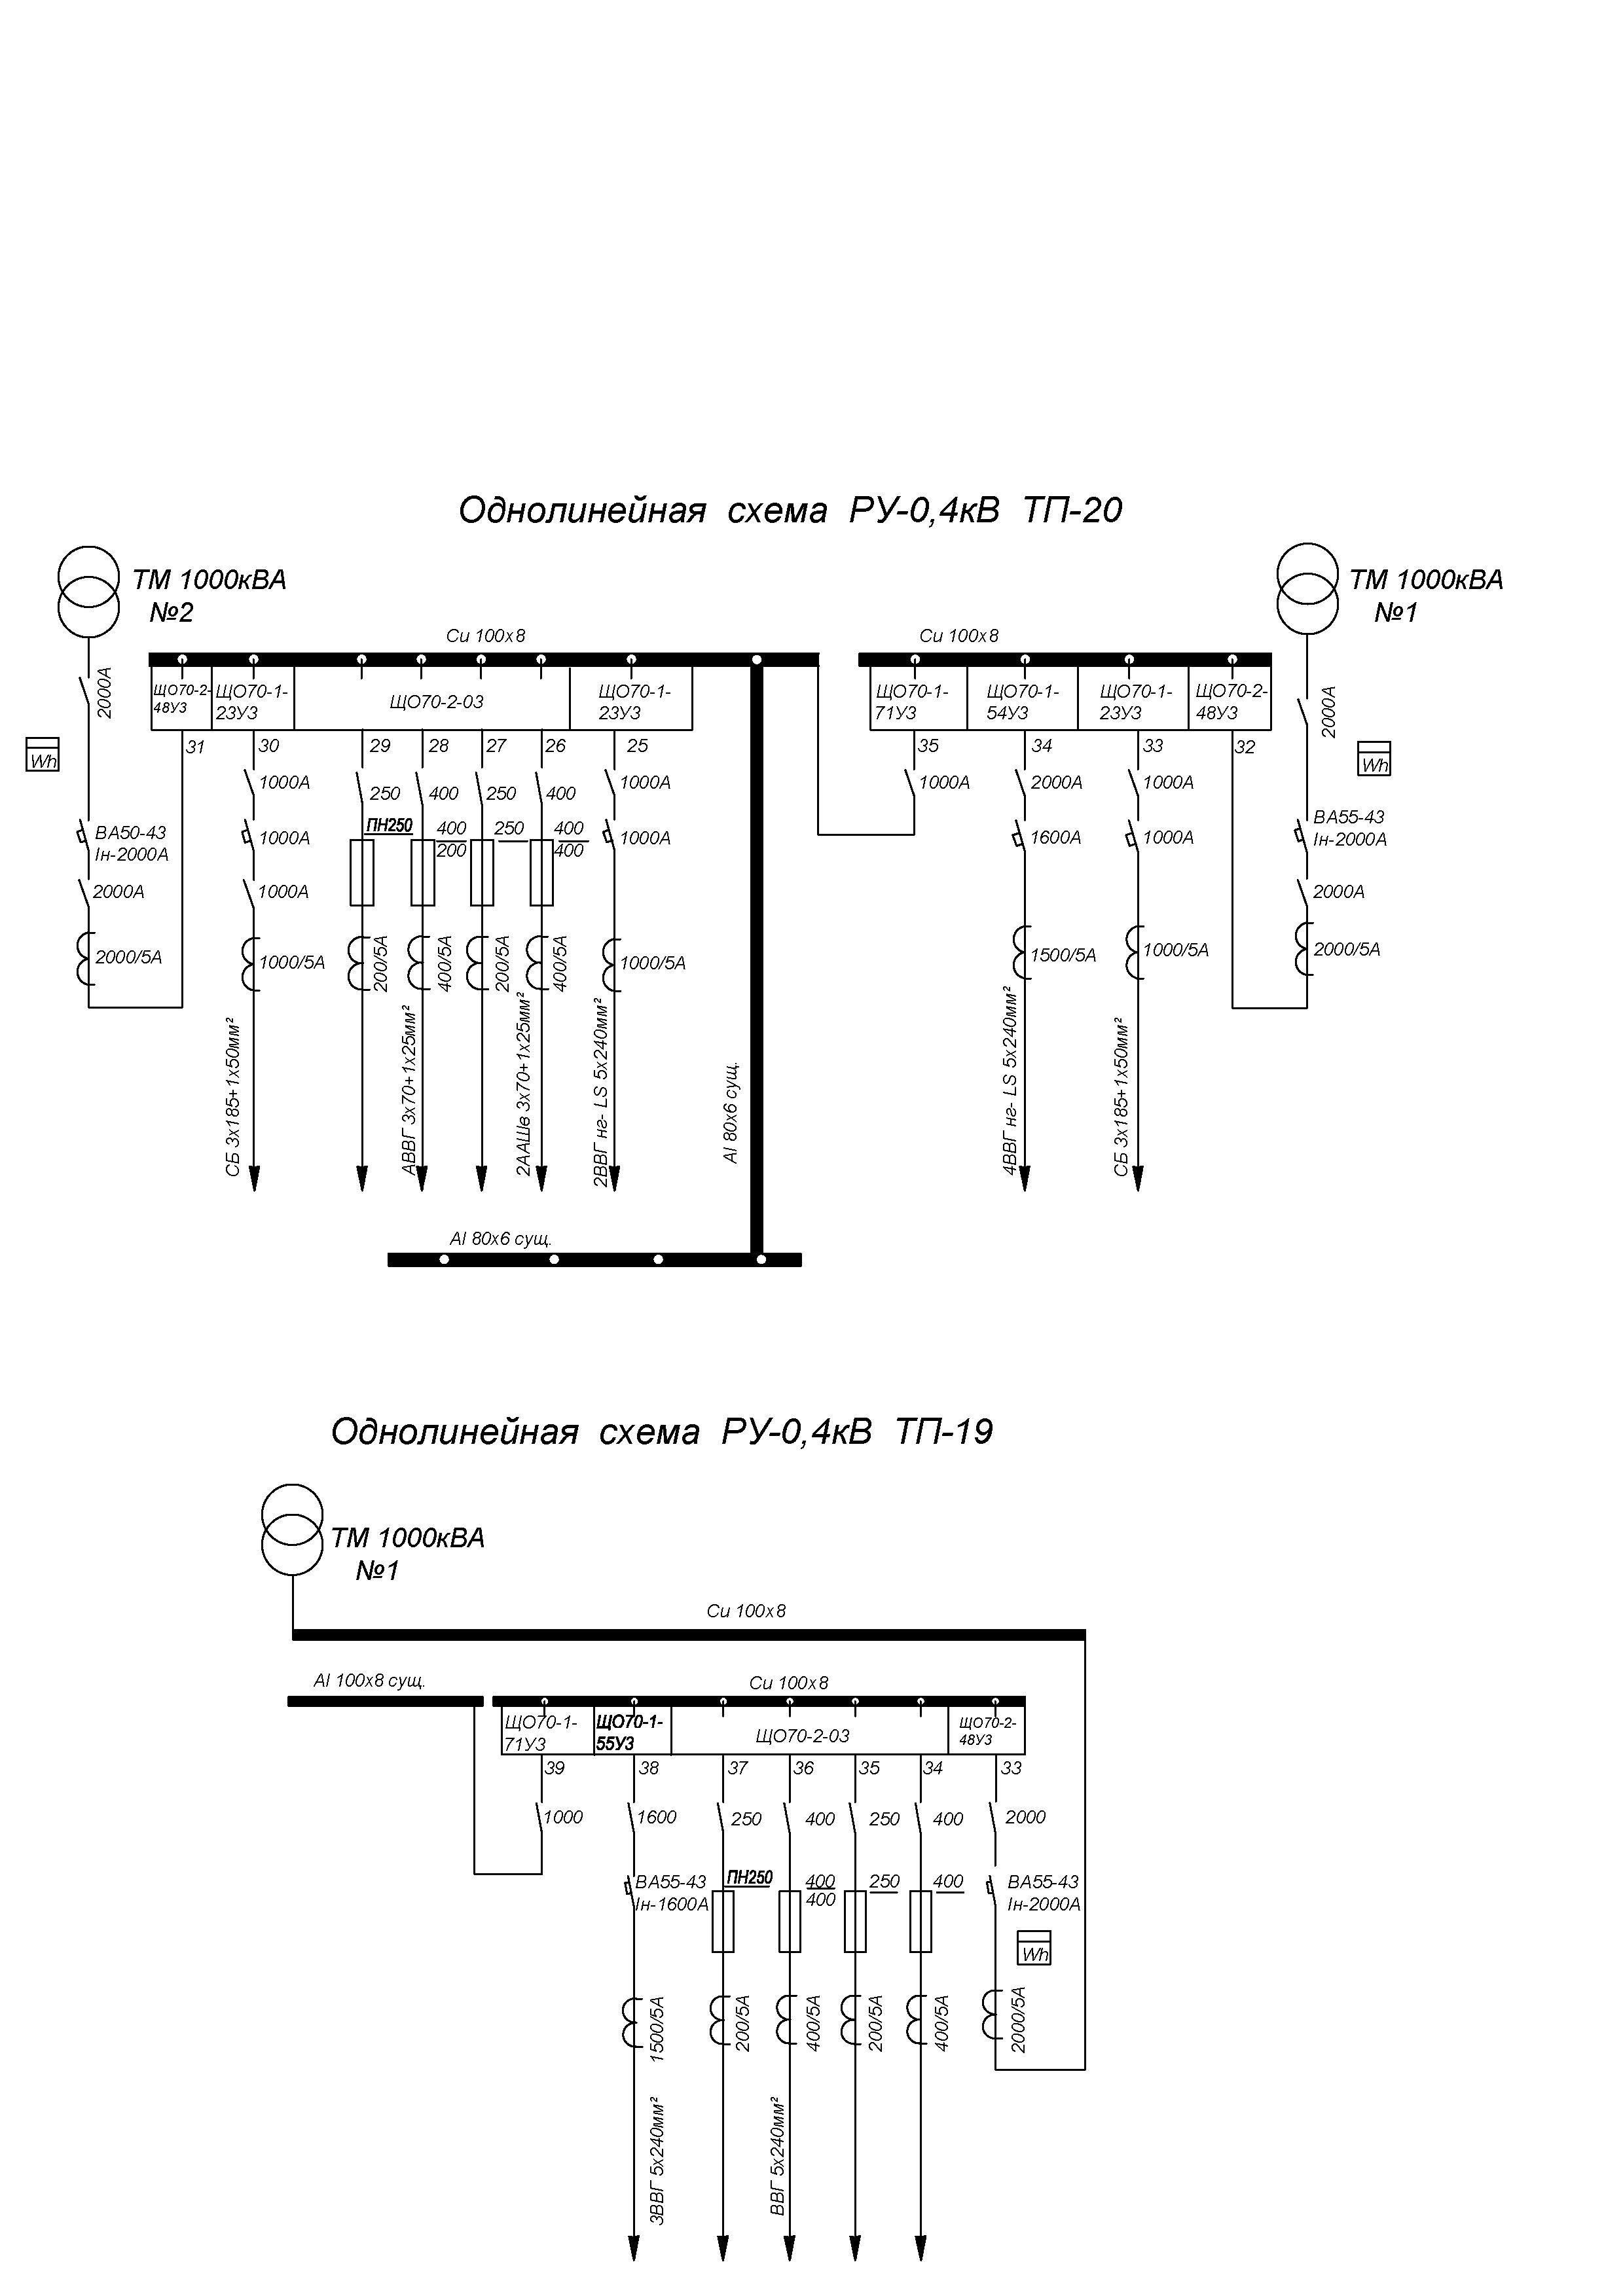 Однолинейная схема РУ-0,4кВ ТП-20
ТМ 1000кВА
№2
ТМ 1000кВА
№1
Cu 100x8
Cu 100x8
2000А
ЩО70-2-
48У3
ЩО70-1-
23У3
ЩО70-2-03
ЩО70-1-
23У3
ЩО70-1-
71У3
ЩО70-1-
54У3
ЩО70-1-
23У3
ЩО70-2-
48У3
2000А
31
30
29
28
27
26
25
35
34
33
32
Wh
Wh
1000А
250
400
250
400
1000А
1000А
2000А
1000А
ВА50-43
Iн-2000А
1000А
ПН250
400
200
250
400
400
1000А
1600А
1000А
ВА55-43
Iн-2000А
2000А
1000А
2000А
2000/5А
1000/5А
200/5А
400/5А
200/5А
400/5А
1000/5А
1500/5А
1000/5А
2000/5А
СБ 3х185+1х50мм²
АВВГ 3х70+1х25мм²
2ААШв 3х70+1х25мм²
2ВВГ нг- LS 5х240мм²
Al 80x6 сущ.
4ВВГ нг- LS 5х240мм²
СБ 3х185+1х50мм²
Al 80x6 сущ.
Однолинейная схема РУ-0,4кВ ТП-19
ТМ 1000кВА
№1
Cu 100x8
Al 100x8 сущ.
Cu 100x8
ЩО70-1-
71У3
ЩО70-1-
55У3
ЩО70-2-03
ЩО70-2-
48У3
39
38
37
36
35
34
33
1000
1600
250
400
250
400
2000
ВА55-43
Iн-1600А
ПН250
400
400
250
400
ВА55-43
Iн-2000А
Wh
1500/5А
200/5А
400/5А
200/5А
400/5А
2000/5А
3ВВГ 5х240мм²
ВВГ 5х240мм²